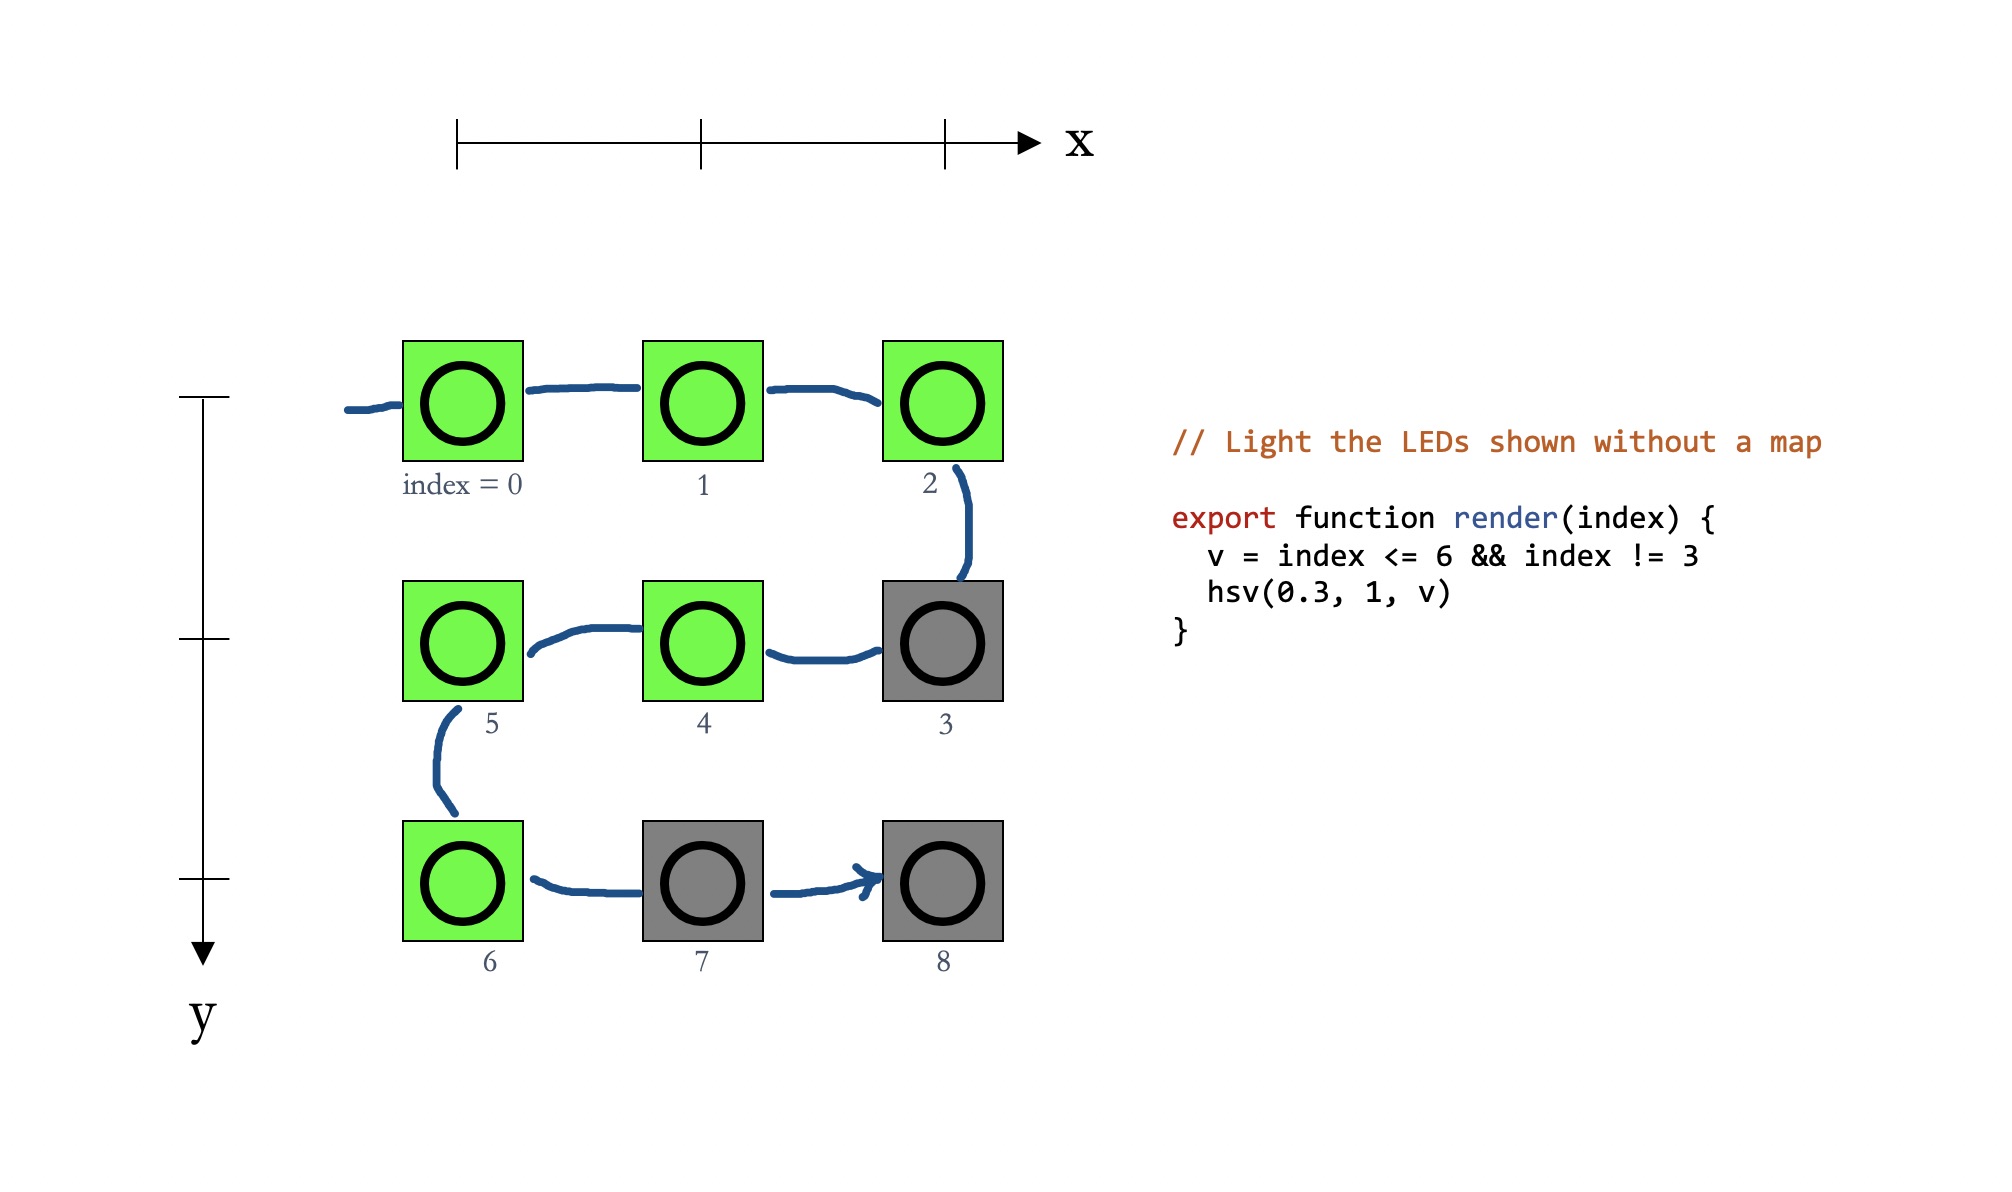 x
index = 0
1
2
// Light the LEDs shown without a map
export function render(index) {
  v = index <= 6 && index != 3
  hsv(0.3, 1, v)
}
5
4
3
6
7
8
y